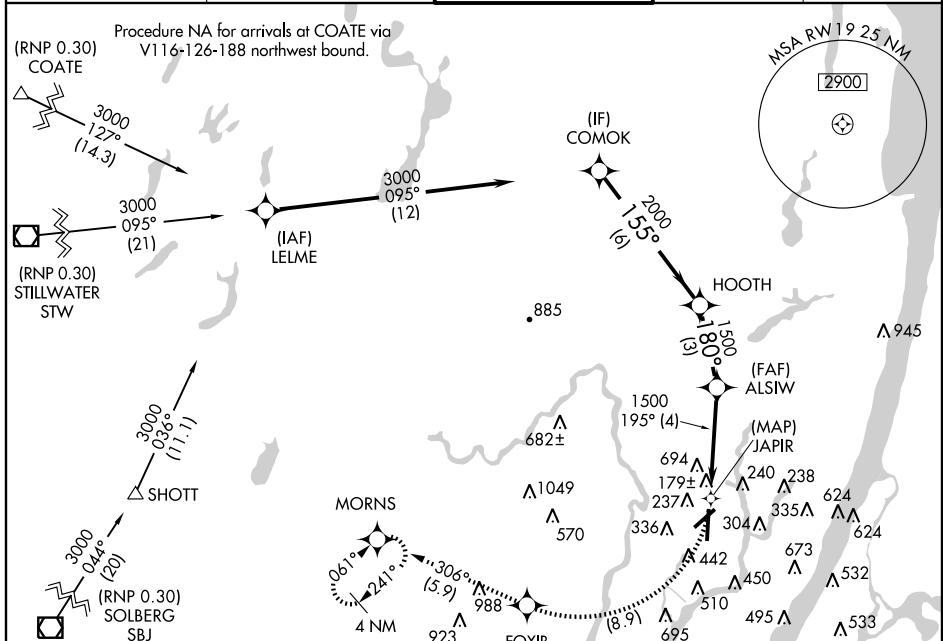 Procedure NA for arrivals at COATE via
V116-126-188 northwest bound.
MSA RW19 25 NM
2900
(RNP 0.30)
COATE
3000
127°
(14.3)
(IF)
COMOK
3000
095°
(12)
3000
095°
(21)
(IAF)
LELME
2000
155°
(6)
(RNP 0.30)
STILLWATER
STW
HOOTH
885
945
1500
180°
(3)
(FAF)
ALSIW
1500
195° (4)
(MAP)
JAPIR
3000
036°
(11.1)
682±
694
179±
240
238
SHOTT
1049
237
335
624
624
MORNS
570
336
304
3000
044°
(20)
061°
241°
306°
(5.9)
442
673
(RNP 0.30)
SOLBERG
SBJ
988
510
450
532
4 NM
923
(8.9)
695
495
533